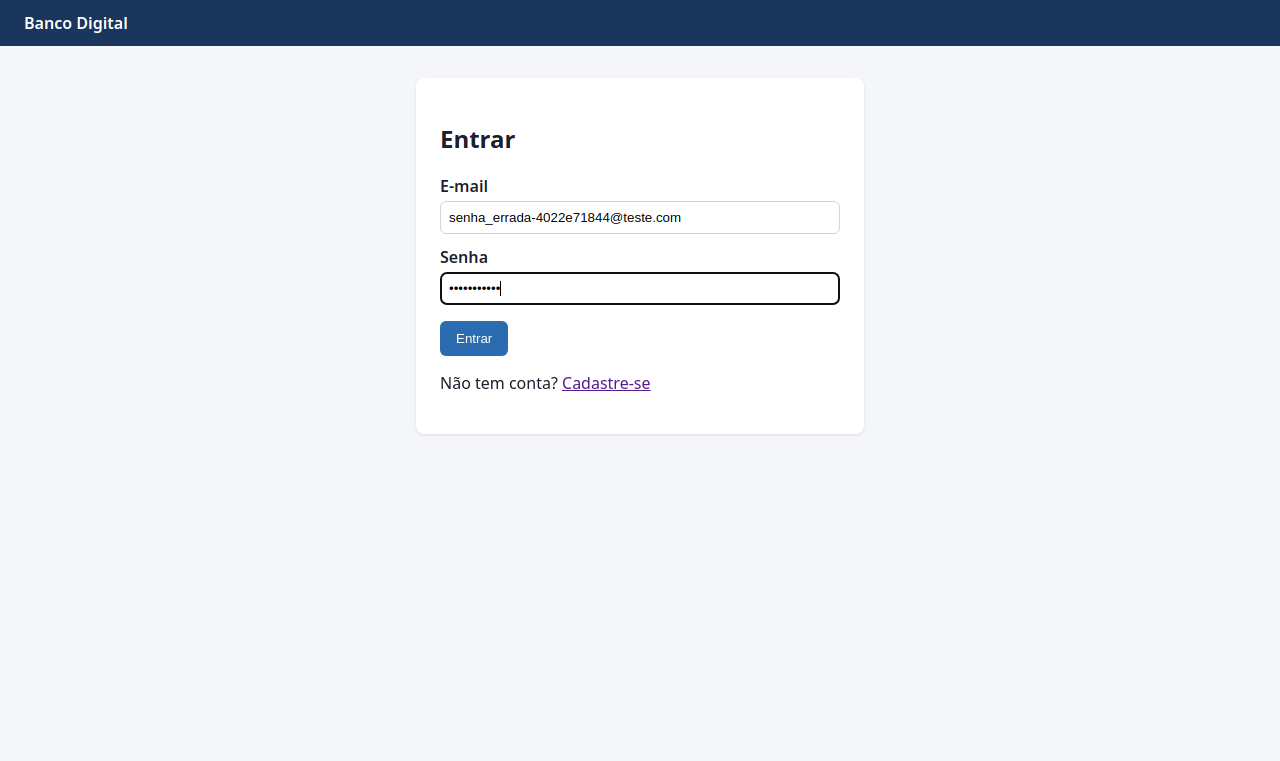 Banco Digital
Entrar
E-mail
senha_errada-4022e71844@teste.com
Senha
•••••••••••
Entrar
Não tem conta? Cadastre-se